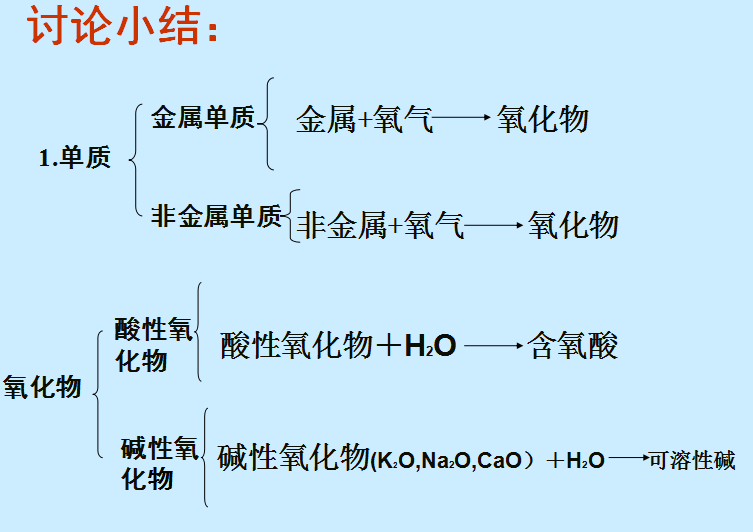 讨论小结：
金属单质
金属+氧气 → 氧化物
1.单质
非金属单质
非金属+氧气 → 氧化物
酸性氧
化物
酸性氧化物＋H₂O → 含氧酸
氧化物
碱性氧
化物
碱性氧化物(K₂O,Na₂O,CaO）＋H₂O → 可溶性碱